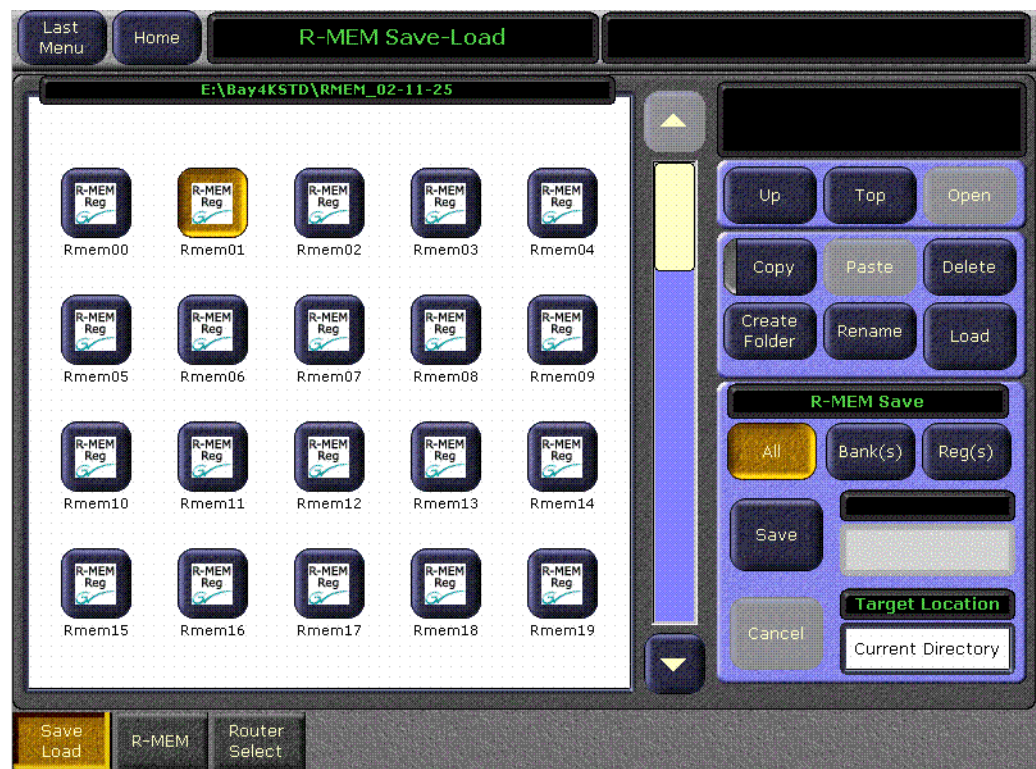 Last Menu
Home
R-MEM Save-Load
E:\Bay4KSTD\RMEM_02-11-25
R-MEM Reg
R-MEM Reg
R-MEM Reg
R-MEM Reg
R-MEM Reg
Rmem00
Rmem01
Rmem02
Rmem03
Rmem04
R-MEM Reg
R-MEM Reg
R-MEM Reg
R-MEM Reg
R-MEM Reg
Rmem05
Rmem06
Rmem07
Rmem08
Rmem09
R-MEM Reg
R-MEM Reg
R-MEM Reg
R-MEM Reg
R-MEM Reg
Rmem10
Rmem11
Rmem12
Rmem13
Rmem14
R-MEM Reg
R-MEM Reg
R-MEM Reg
R-MEM Reg
R-MEM Reg
Rmem15
Rmem16
Rmem17
Rmem18
Rmem19
Up
Top
Open
Copy
Paste
Delete
Create Folder
Rename
Load
R-MEM Save
All
Bank(s)
Reg(s)
Save
Target Location
Cancel
Current Directory
Save Load
R-MEM
Router Select